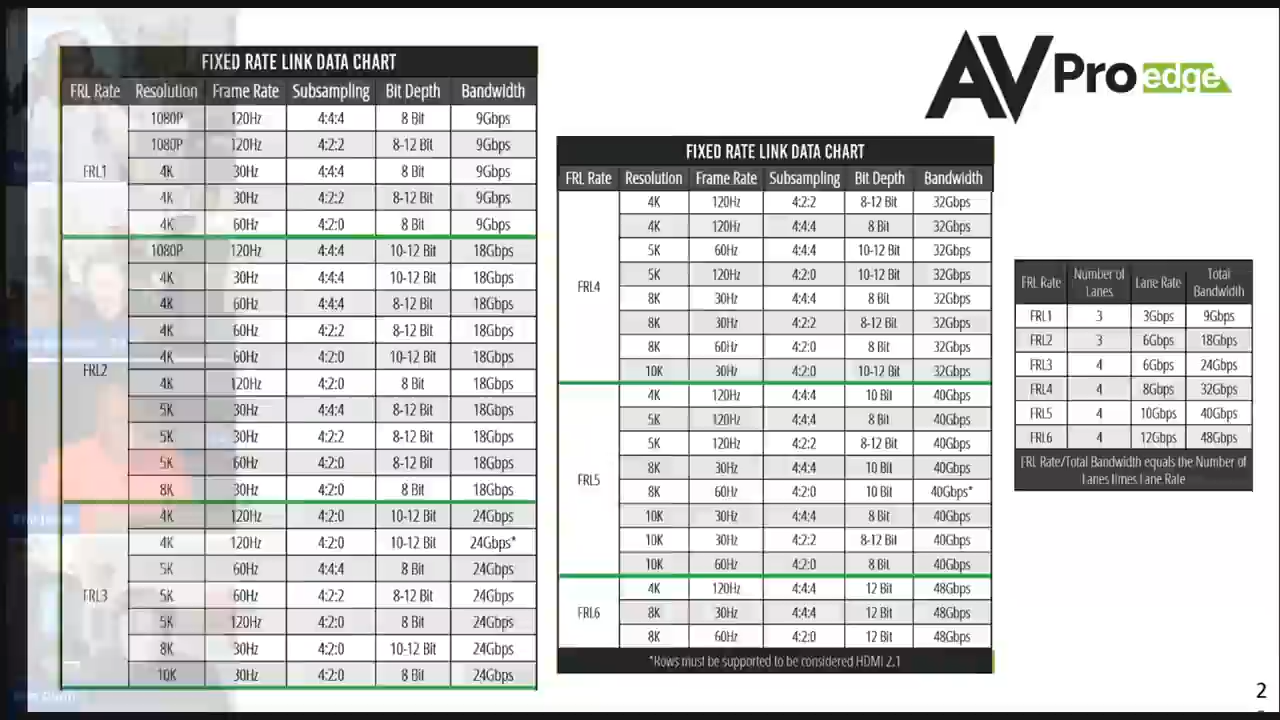 AVPro edge
FIXED RATE LINK DATA CHART
FRL Rate Resolution Frame Rate Subsampling Bit Depth Bandwidth
FRL1
1080P 120Hz 4:4:4 8 Bit 9Gbps
1080P 120Hz 4:2:2 8-12 Bit 9Gbps
4K 30Hz 4:4:4 8 Bit 9Gbps
4K 30Hz 4:2:2 8-12 Bit 9Gbps
4K 60Hz 4:2:0 8 Bit 9Gbps
FRL2
1080P 120Hz 4:4:4 10-12 Bit 18Gbps
4K 30Hz 4:4:4 10-12 Bit 18Gbps
4K 60Hz 4:4:4 8-12 Bit 18Gbps
4K 60Hz 4:2:2 8-12 Bit 18Gbps
4K 60Hz 4:2:0 10-12 Bit 18Gbps
4K 120Hz 4:2:0 8 Bit 18Gbps
5K 30Hz 4:4:4 8-12 Bit 18Gbps
5K 30Hz 4:2:2 8-12 Bit 18Gbps
5K 60Hz 4:2:0 8-12 Bit 18Gbps
8K 30Hz 4:2:0 8 Bit 18Gbps
FRL3
4K 120Hz 4:2:0 10-12 Bit 24Gbps
4K 120Hz 4:2:0 10-12 Bit 24Gbps*
5K 60Hz 4:4:4 8 Bit 24Gbps
5K 60Hz 4:2:2 8-12 Bit 24Gbps
5K 120Hz 4:2:0 8 Bit 24Gbps
8K 30Hz 4:2:0 10-12 Bit 24Gbps
10K 30Hz 4:2:0 8 Bit 24Gbps
FIXED RATE LINK DATA CHART
FRL Rate Resolution Frame Rate Subsampling Bit Depth Bandwidth
FRL4
4K 120Hz 4:2:2 8-12 Bit 32Gbps
4K 120Hz 4:4:4 8 Bit 32Gbps
5K 60Hz 4:4:4 10-12 Bit 32Gbps
5K 120Hz 4:2:0 10-12 Bit 32Gbps
8K 30Hz 4:4:4 8 Bit 32Gbps
8K 30Hz 4:2:2 8-12 Bit 32Gbps
8K 60Hz 4:2:0 8 Bit 32Gbps
10K 30Hz 4:2:0 10-12 Bit 32Gbps
FRL5
4K 120Hz 4:4:4 10 Bit 40Gbps
5K 120Hz 4:4:4 8 Bit 40Gbps
5K 120Hz 4:2:2 8-12 Bit 40Gbps
8K 30Hz 4:4:4 10 Bit 40Gbps
8K 60Hz 4:2:0 10 Bit 40Gbps*
10K 30Hz 4:4:4 8 Bit 40Gbps
10K 30Hz 4:2:2 8-12 Bit 40Gbps
10K 60Hz 4:2:0 8 Bit 40Gbps
FRL6
4K 120Hz 4:4:4 12 Bit 48Gbps
8K 30Hz 4:4:4 12 Bit 48Gbps
8K 60Hz 4:2:0 12 Bit 48Gbps
*Rows must be supported to be considered HDMI 2.1
FRL Rate Number of Lanes Lane Rate Total Bandwidth
FRL1 3 3Gbps 9Gbps
FRL2 3 6Gbps 18Gbps
FRL3 4 6Gbps 24Gbps
FRL4 4 8Gbps 32Gbps
FRL5 4 10Gbps 40Gbps
FRL6 4 12Gbps 48Gbps
FRL Rate/Total Bandwidth equals the Number of
Lanes times Lane Rate
2